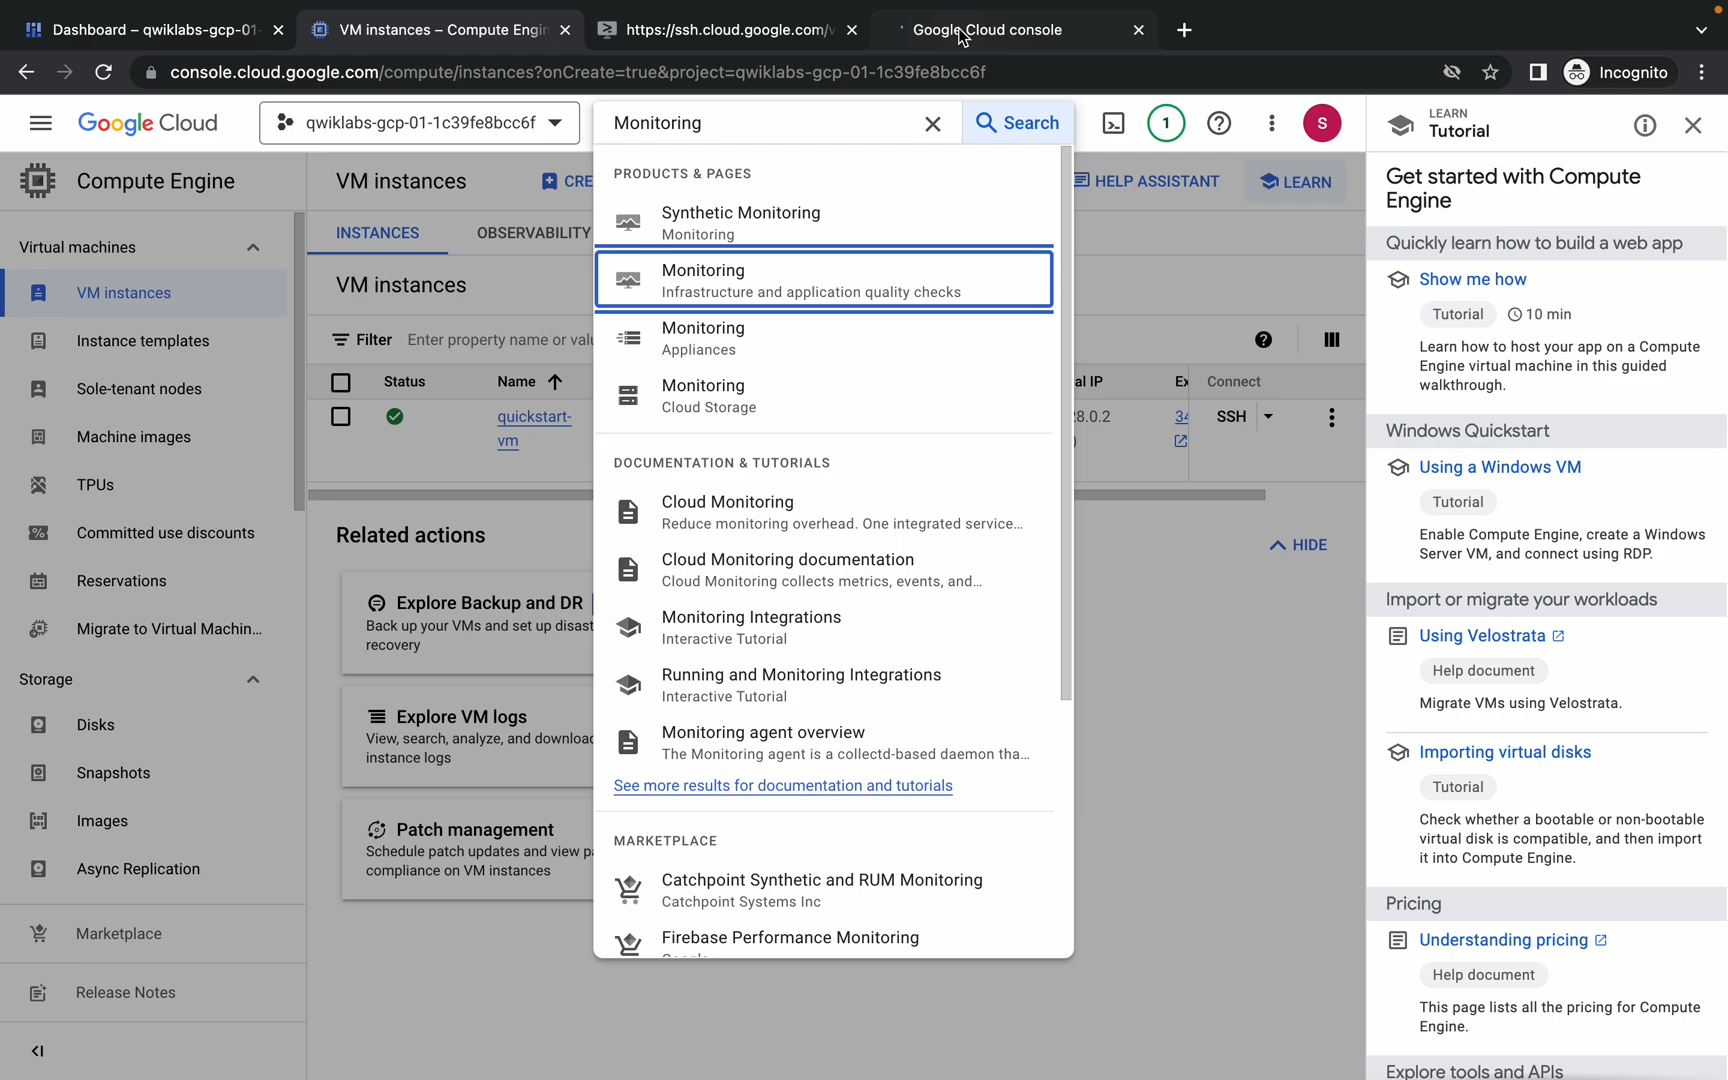 Dashboard – qwiklabs-gcp-01-
VM instances – Compute Engin
https://ssh.cloud.google.com/v
Google Cloud console
console.cloud.google.com/compute/instances?onCreate=true&project=qwiklabs-gcp-01-1c39fe8bcc6f
Incognito
Google Cloud
qwiklabs-gcp-01-1c39fe8bcc6f
Monitoring
Search
1
S
LEARN
Tutorial
Compute Engine
Virtual machines
VM instances
Instance templates
Sole-tenant nodes
Machine images
TPUs
Committed use discounts
Reservations
Migrate to Virtual Machin...
Storage
Disks
Snapshots
Images
Async Replication
Marketplace
Release Notes
VM instances
CRE
HELP ASSISTANT
LEARN
INSTANCES
OBSERVABILITY
VM instances
Filter
Enter property name or valu
Status
Name
al IP
Ex
Connect
quickstart-
vm
28.0.2
)
34
SSH
Related actions
HIDE
Explore Backup and DR
Back up your VMs and set up disast
recovery
Explore VM logs
View, search, analyze, and download
instance logs
Patch management
Schedule patch updates and view pa
compliance on VM instances
PRODUCTS & PAGES
Synthetic Monitoring
Monitoring
Monitoring
Infrastructure and application quality checks
Monitoring
Appliances
Monitoring
Cloud Storage
DOCUMENTATION & TUTORIALS
Cloud Monitoring
Reduce monitoring overhead. One integrated service...
Cloud Monitoring documentation
Cloud Monitoring collects metrics, events, and...
Monitoring Integrations
Interactive Tutorial
Running and Monitoring Integrations
Interactive Tutorial
Monitoring agent overview
The Monitoring agent is a collectd-based daemon tha...
See more results for documentation and tutorials
MARKETPLACE
Catchpoint Synthetic and RUM Monitoring
Catchpoint Systems Inc
Firebase Performance Monitoring
Google
Get started with Compute
Engine
Quickly learn how to build a web app
Show me how
Tutorial
10 min
Learn how to host your app on a Compute
Engine virtual machine in this guided
walkthrough.
Windows Quickstart
Using a Windows VM
Tutorial
Enable Compute Engine, create a Windows
Server VM, and connect using RDP.
Import or migrate your workloads
Using Velostrata
Help document
Migrate VMs using Velostrata.
Importing virtual disks
Tutorial
Check whether a bootable or non-bootable
virtual disk is compatible, and then import
it into Compute Engine.
Pricing
Understanding pricing
Help document
This page lists all the pricing for Compute
Engine.
Explore tools and APIs